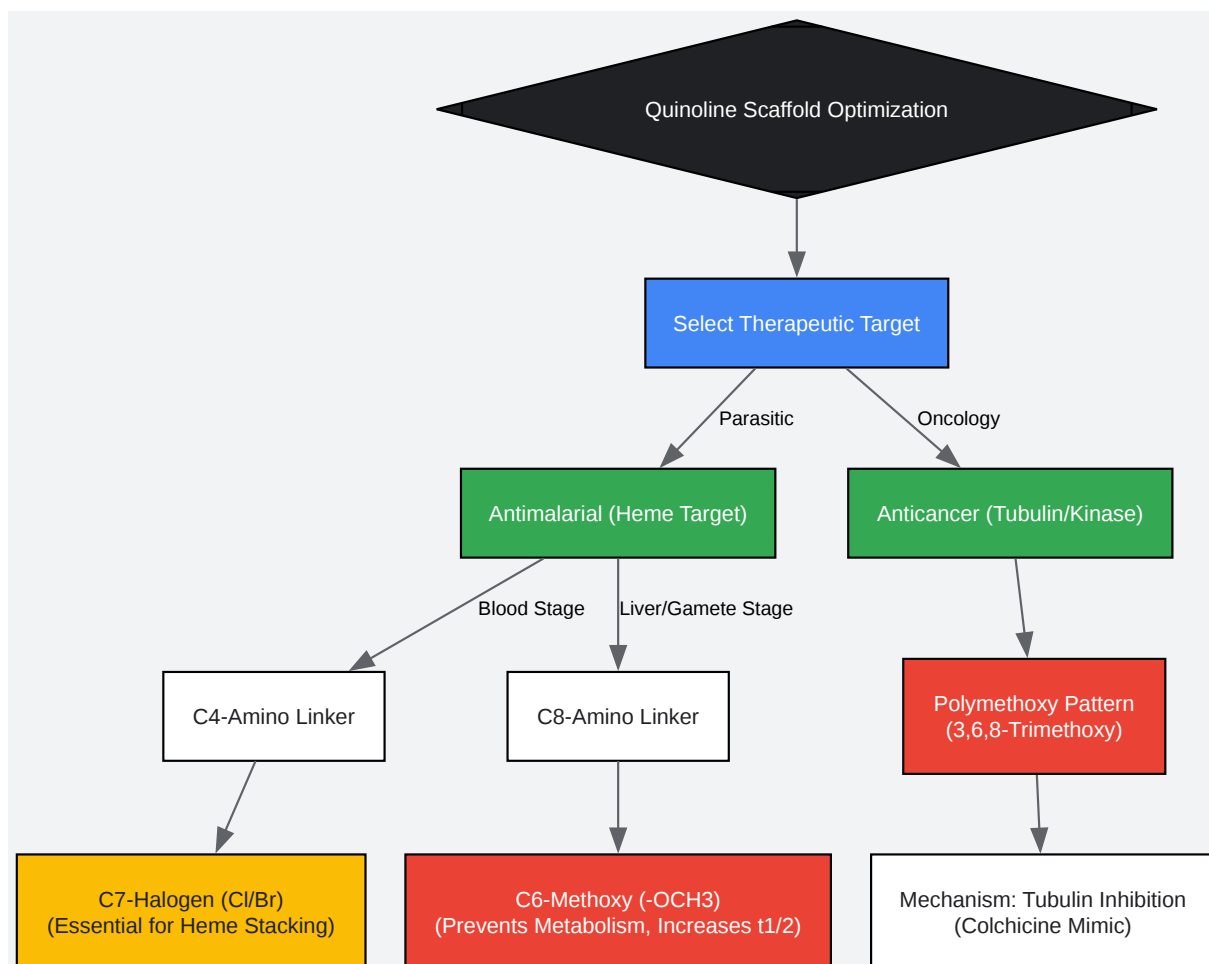 Quinoline Scaffold Optimization
Select Therapeutic Target
Parasitic
Oncology
Antimalarial (Heme Target)
Anticancer (Tubulin/Kinase)
Blood Stage
Liver/Gamete Stage
C4-Amino Linker
C8-Amino Linker
Polymethoxy Pattern
(3,6,8-Trimethoxy)
C7-Halogen (Cl/Br)
(Essential for Heme Stacking)
C6-Methoxy (-OCH3)
(Prevents Metabolism, Increases t1/2)
Mechanism: Tubulin Inhibition
(Colchicine Mimic)